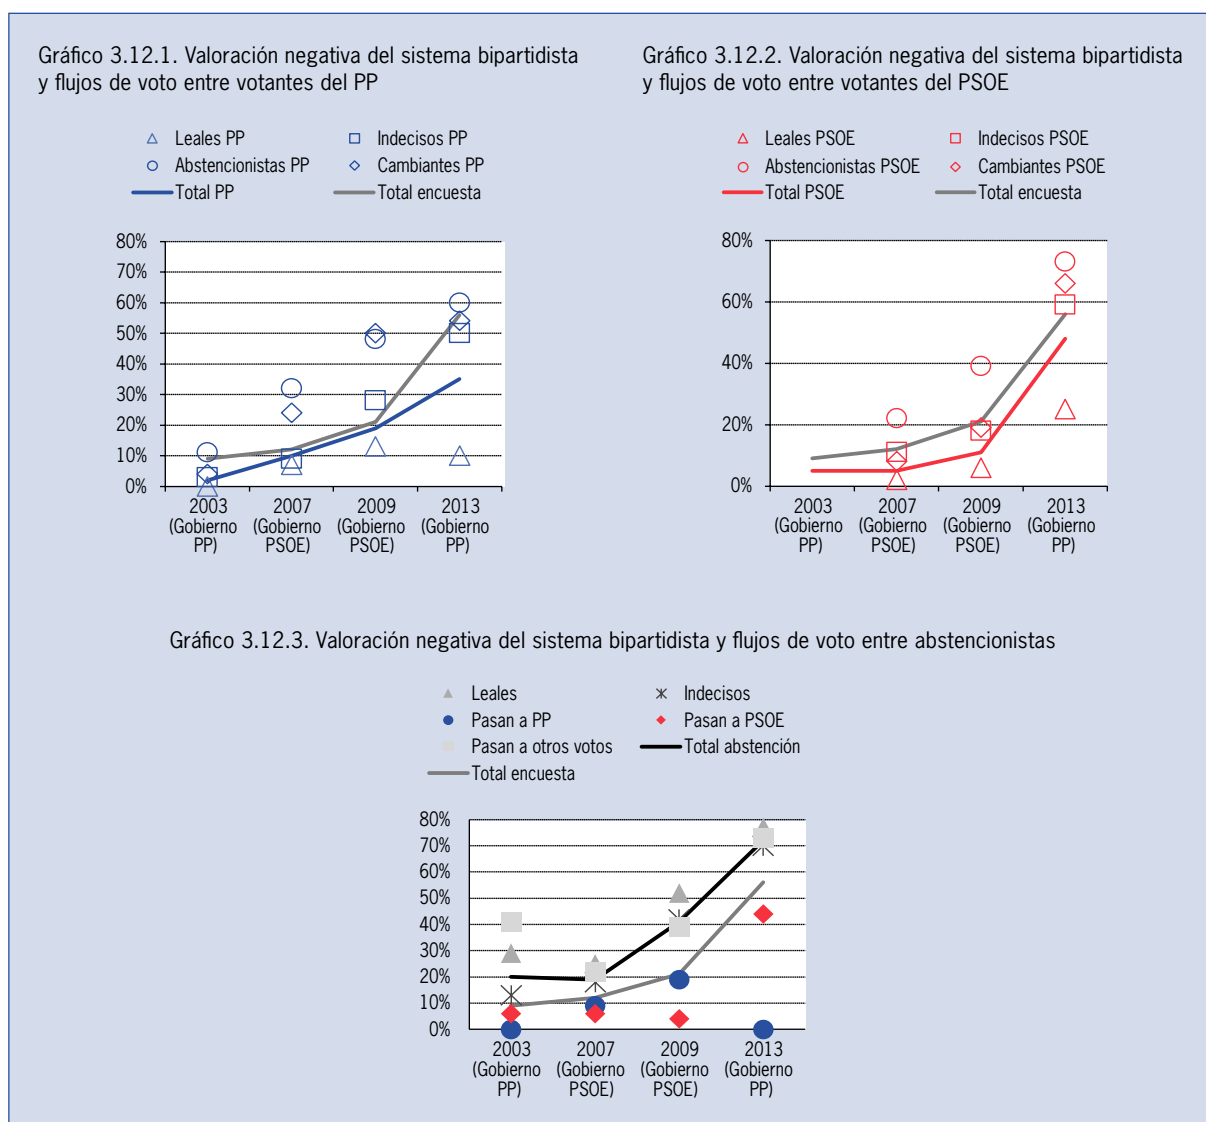 Gráfico 3.12.1. Valoración negativa del sistema bipartidista
y flujos de voto entre votantes del PP
Leales PP
Indecisos PP
Abstencionistas PP
Cambiantes PP
Total PP
Total encuesta
80%
70%
60%
50%
40%
30%
20%
10%
0%
2003
(Gobierno
PP)
2007
(Gobierno
PSOE)
2009
(Gobierno
PSOE)
2013
(Gobierno
PP)
Gráfico 3.12.2. Valoración negativa del sistema bipartidista
y flujos de voto entre votantes del PSOE
Leales PSOE
Indecisos PSOE
Abstencionistas PSOE
Cambiantes PSOE
Total PSOE
Total encuesta
80%
60%
40%
20%
0%
2003
(Gobierno
PP)
2007
(Gobierno
PSOE)
2009
(Gobierno
PSOE)
2013
(Gobierno
PP)
Gráfico 3.12.3. Valoración negativa del sistema bipartidista y flujos de voto entre abstencionistas
Leales
Indecisos
Pasan a PP
Pasan a PSOE
Pasan a otros votos
Total abstención
Total encuesta
80%
70%
60%
50%
40%
30%
20%
10%
0%
2003
(Gobierno
PP)
2007
(Gobierno
PSOE)
2009
(Gobierno
PSOE)
2013
(Gobierno
PP)